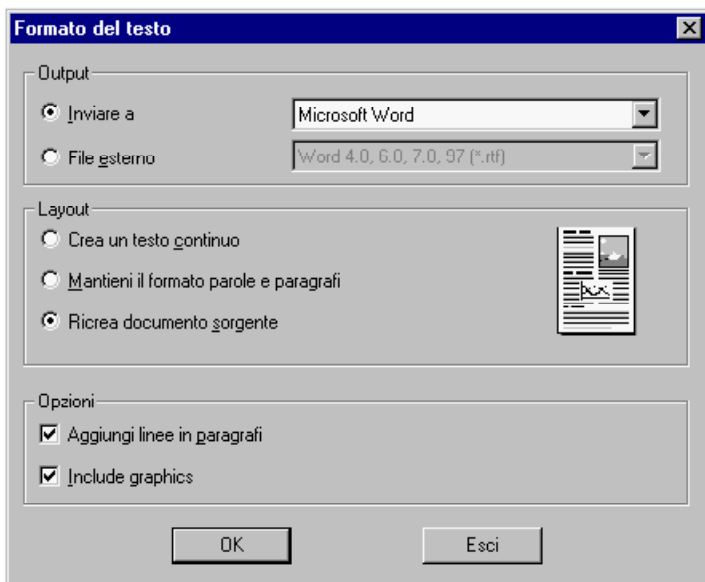 Formato del testo
Output
Inviare a
Microsoft Word
File esterno
Word 4.0, 6.0, 7.0, 97 (*.rtf)
Layout
Crea un testo continuo
Mantieni il formato parole e paragrafi
Ricrea documento sorgente
Opzioni
Aggiungi linee in paragrafi
Include graphics
OK
Esci